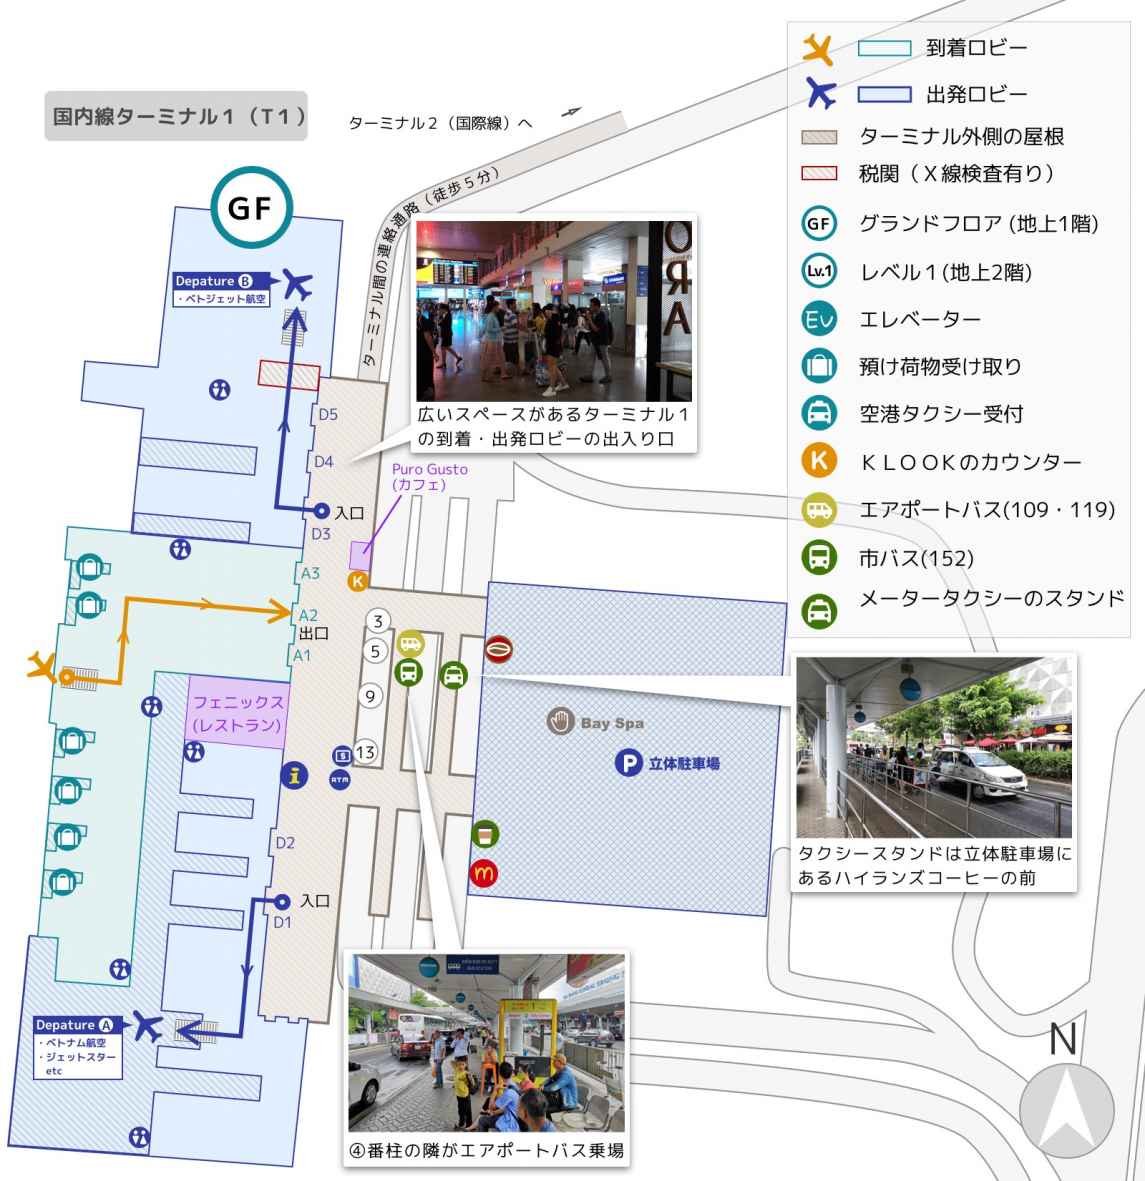 国内線ターミナル１（Ｔ１）
GF
ターミナル２（国際線）へ
ターミナル間の連絡通路（徒歩５分）
到着ロビー
出発ロビー
ターミナル外側の屋根
税関（Ｘ線検査有り）
GF グランドフロア (地上1階)
Lv.1 レベル１(地上2階)
Ev エレベーター
預け荷物受け取り
空港タクシー受付
K ＫＬＯＯＫのカウンター
エアポートバス(109・119)
市バス(152)
メータータクシーのスタンド
Depature B
・ベトジェット航空
ORA
広いスペースがあるターミナル１
の到着・出発ロビーの出入り口
D5
D4
Puro Gusto
(カフェ)
入口
D3
A3
K
A2
出口
A1
3
5
9
13
フェニックス
(レストラン)
i
$
ATM
Bay Spa
P 立体駐車場
D2
入口
D1
m
タクシースタンドは立体駐車場に
あるハイランズコーヒーの前
Depature A
・ベトナム航空
・ジェットスター
etc
④番柱の隣がエアポートバス乗場
N